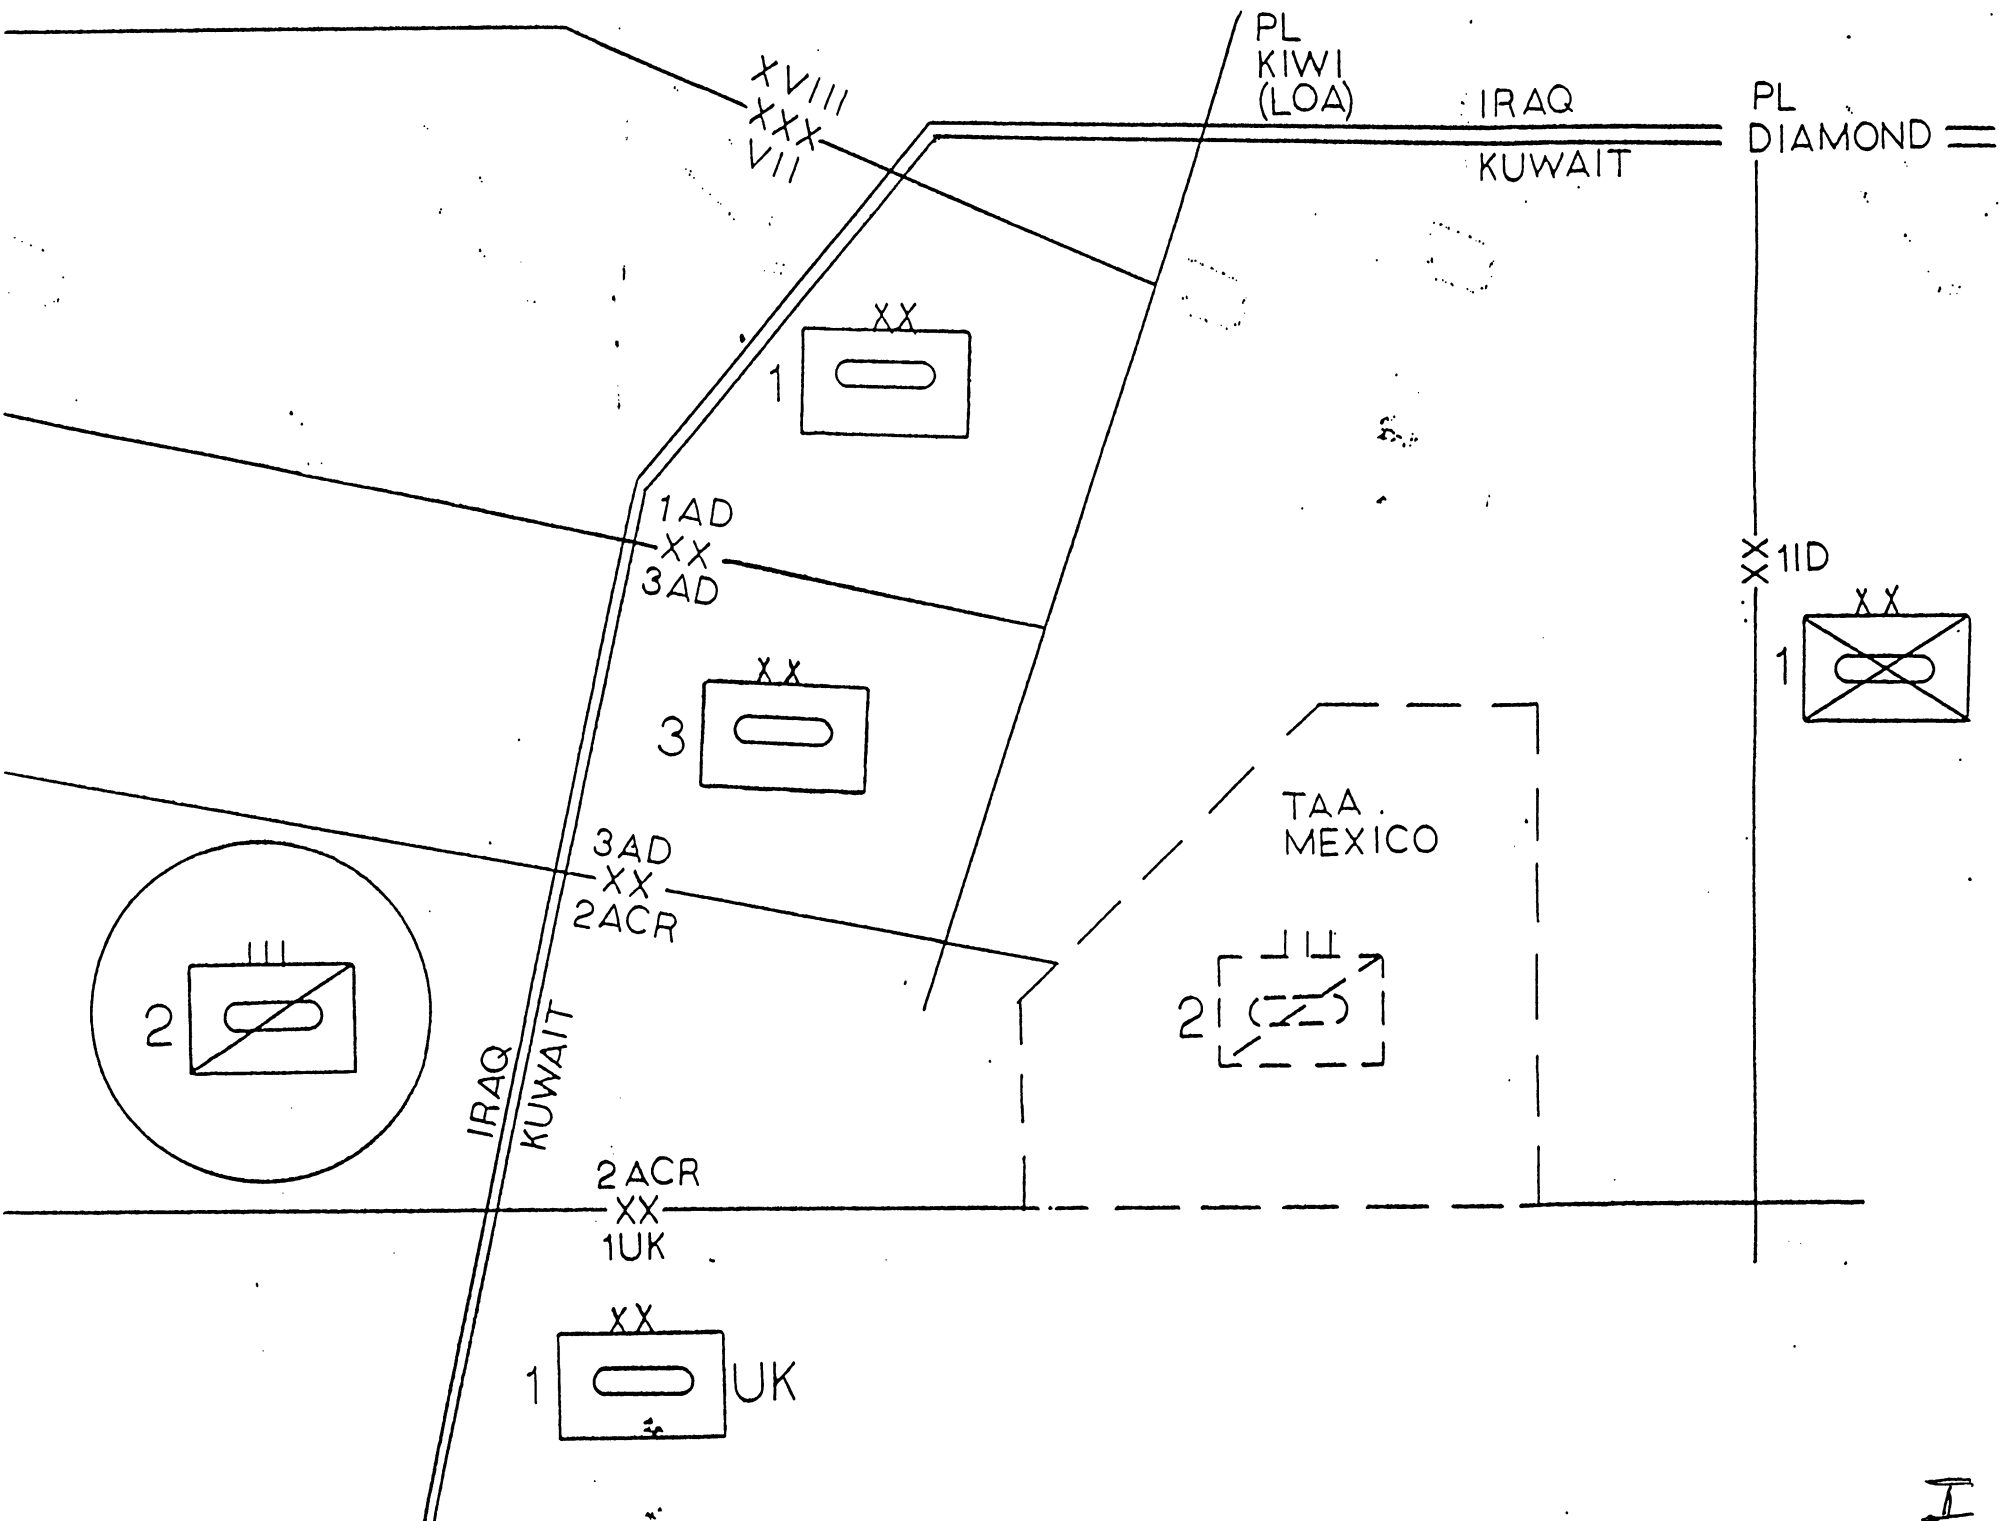 PL
KIWI
(LOA)
XVIII
XXX
VII
IRAQ
KUWAIT
PL
DIAMOND
XX
1
1AD
XX
3AD
XX 1ID
XX
1
XX
3
TAA
MEXICO
3AD
XX
2ACR
III
2
III
2
IRAQ
KUWAIT
2ACR
XX
1UK
XX
1 UK
I